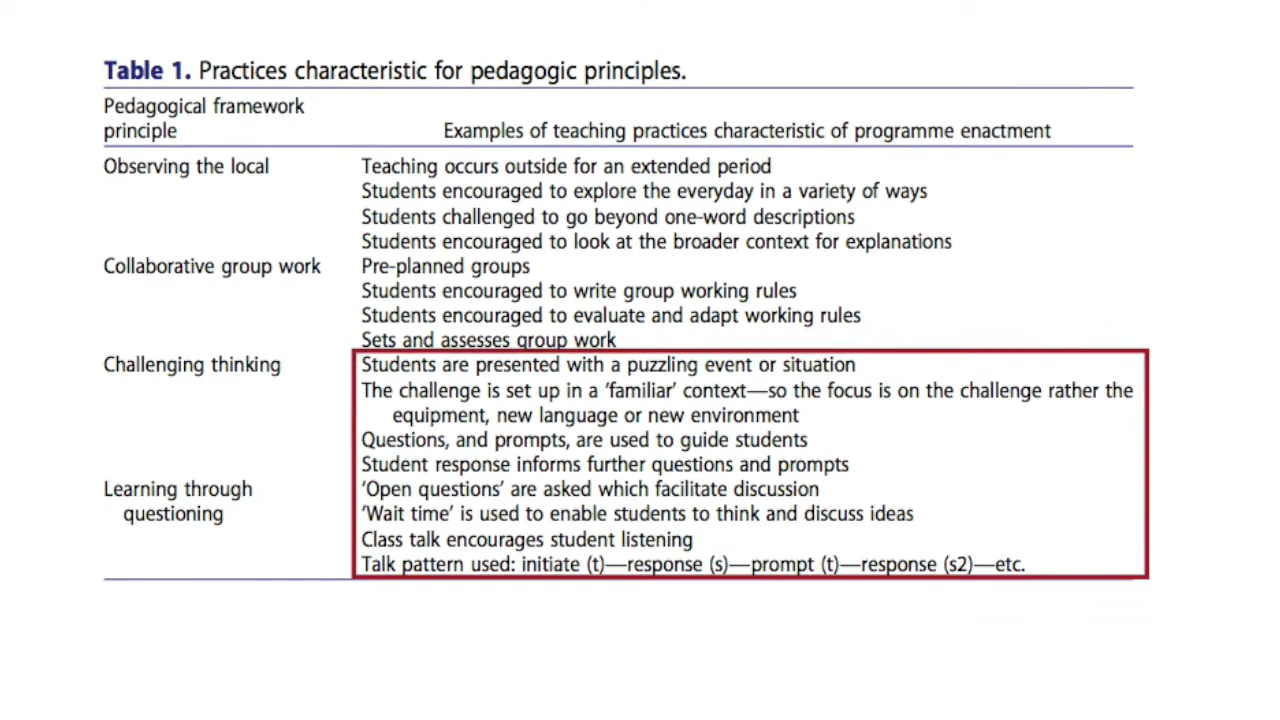 Table 1. Practices characteristic for pedagogic principles.
Pedagogical framework
principle Examples of teaching practices characteristic of programme enactment
Observing the local Teaching occurs outside for an extended period
Students encouraged to explore the everyday in a variety of ways
Students challenged to go beyond one-word descriptions
Students encouraged to look at the broader context for explanations
Collaborative group work Pre-planned groups
Students encouraged to write group working rules
Students encouraged to evaluate and adapt working rules
Sets and assesses group work
Challenging thinking Students are presented with a puzzling event or situation
The challenge is set up in a ‘familiar’ context—so the focus is on the challenge rather the
equipment, new language or new environment
Questions, and prompts, are used to guide students
Student response informs further questions and prompts
Learning through ‘Open questions’ are asked which facilitate discussion
questioning ‘Wait time’ is used to enable students to think and discuss ideas
Class talk encourages student listening
Talk pattern used: initiate (t)—response (s)—prompt (t)—response (s2)—etc.